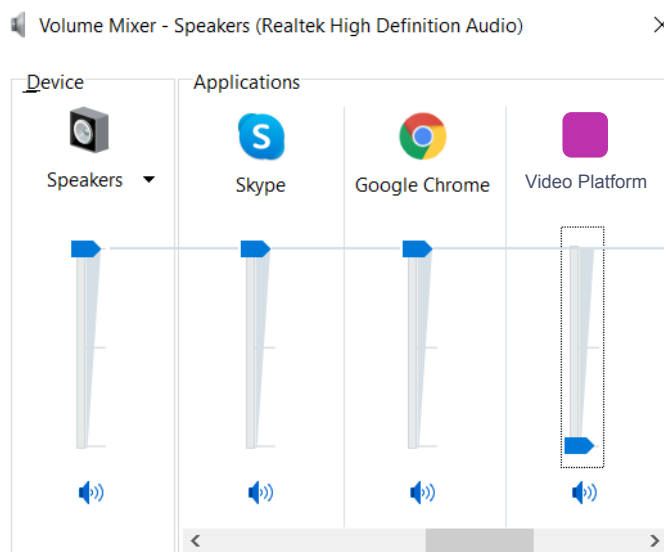 Volume Mixer - Speakers (Realtek High Definition Audio)
Device
Applications
Speakers
Skype
Google Chrome
Video Platform